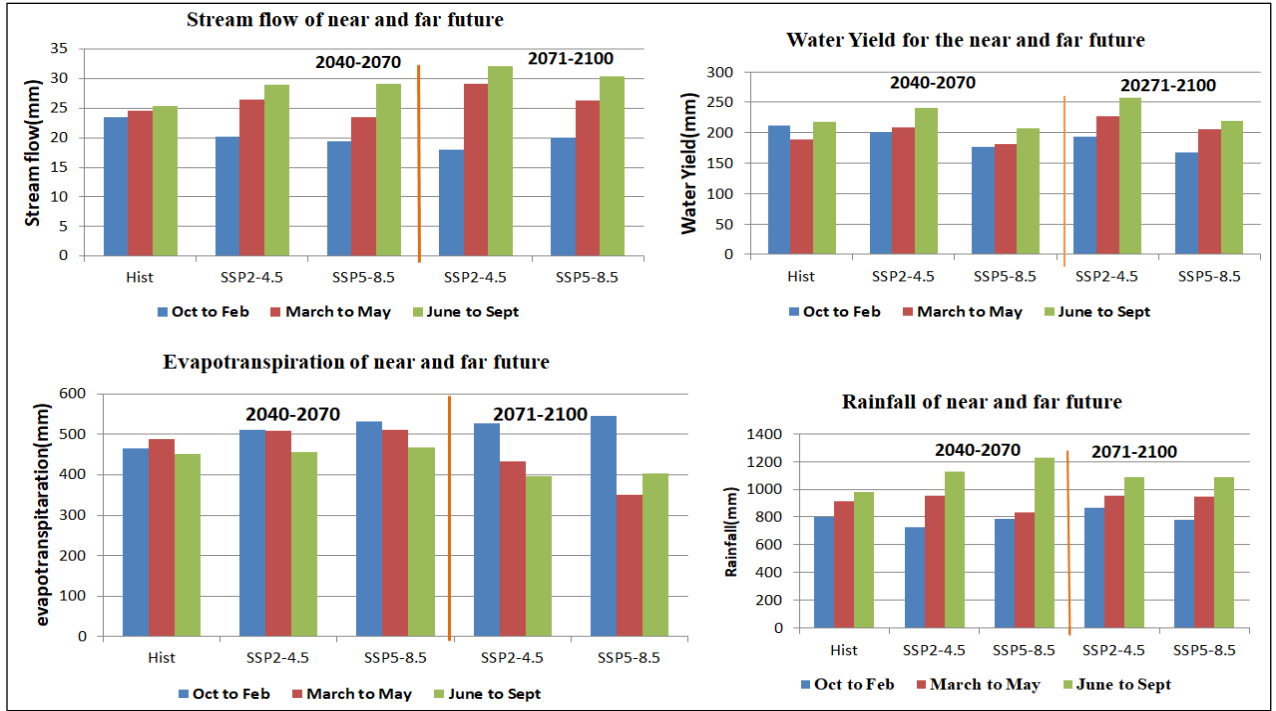 Stream flow of near and far future
2040-2070
2071-2100
Stream flow(mm)
35
30
25
20
15
10
5
0
Hist
SSP2-4.5
SSP5-8.5
SSP2-4.5
SSP5-8.5
Oct to Feb
March to May
June to Sept
Water Yield for the near and far future
2040-2070
20271-2100
Water Yield(mm)
300
250
200
150
100
50
0
Hist
SSP2-4.5
SSP5-8.5
SSP2-4.5
SSP5-8.5
Oct to Feb
March to May
June to Sept
Evapotranspiration of near and far future
2040-2070
2071-2100
evapotranspitaration(mm)
600
500
400
300
200
100
0
Hist
SSP2-4.5
SSP5-8.5
SSP2-4.5
SSP5-8.5
Oct to Feb
March to May
June to Sept
Rainfall of near and far future
2040-2070
2071-2100
Rainfall(mm)
1400
1200
1000
800
600
400
200
0
Hist
SSP2-4.5
SSP5-8.5
SSP2-4.5
SSP5-8.5
Oct to Feb
March to May
June to Sept